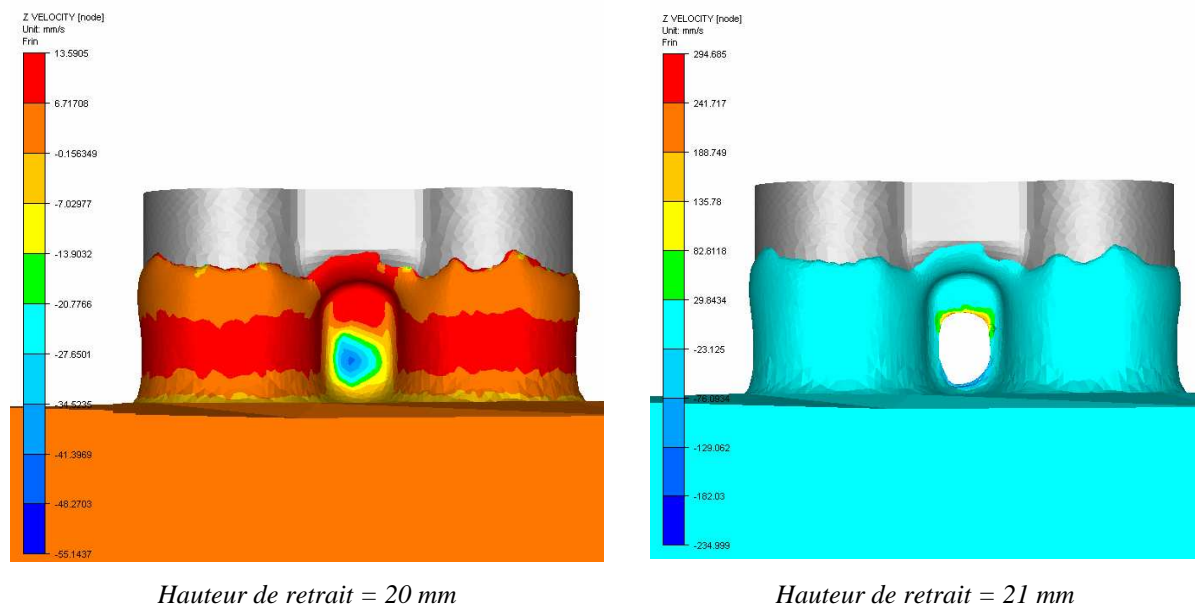 Z VELOCITY [node]
Unit: mm/s
Frin
13.5905
6.71708
-0.156349
-7.02977
-13.9032
-20.7766
-27.6501
-34.5235
-41.3969
-48.2703
-55.1437
Hauteur de retrait = 20 mm
Z VELOCITY [node]
Unit: mm/s
Frin
294.685
241.717
188.749
135.78
82.8118
29.8434
-23.125
-76.0934
-129.062
-182.03
-234.999
Hauteur de retrait = 21 mm